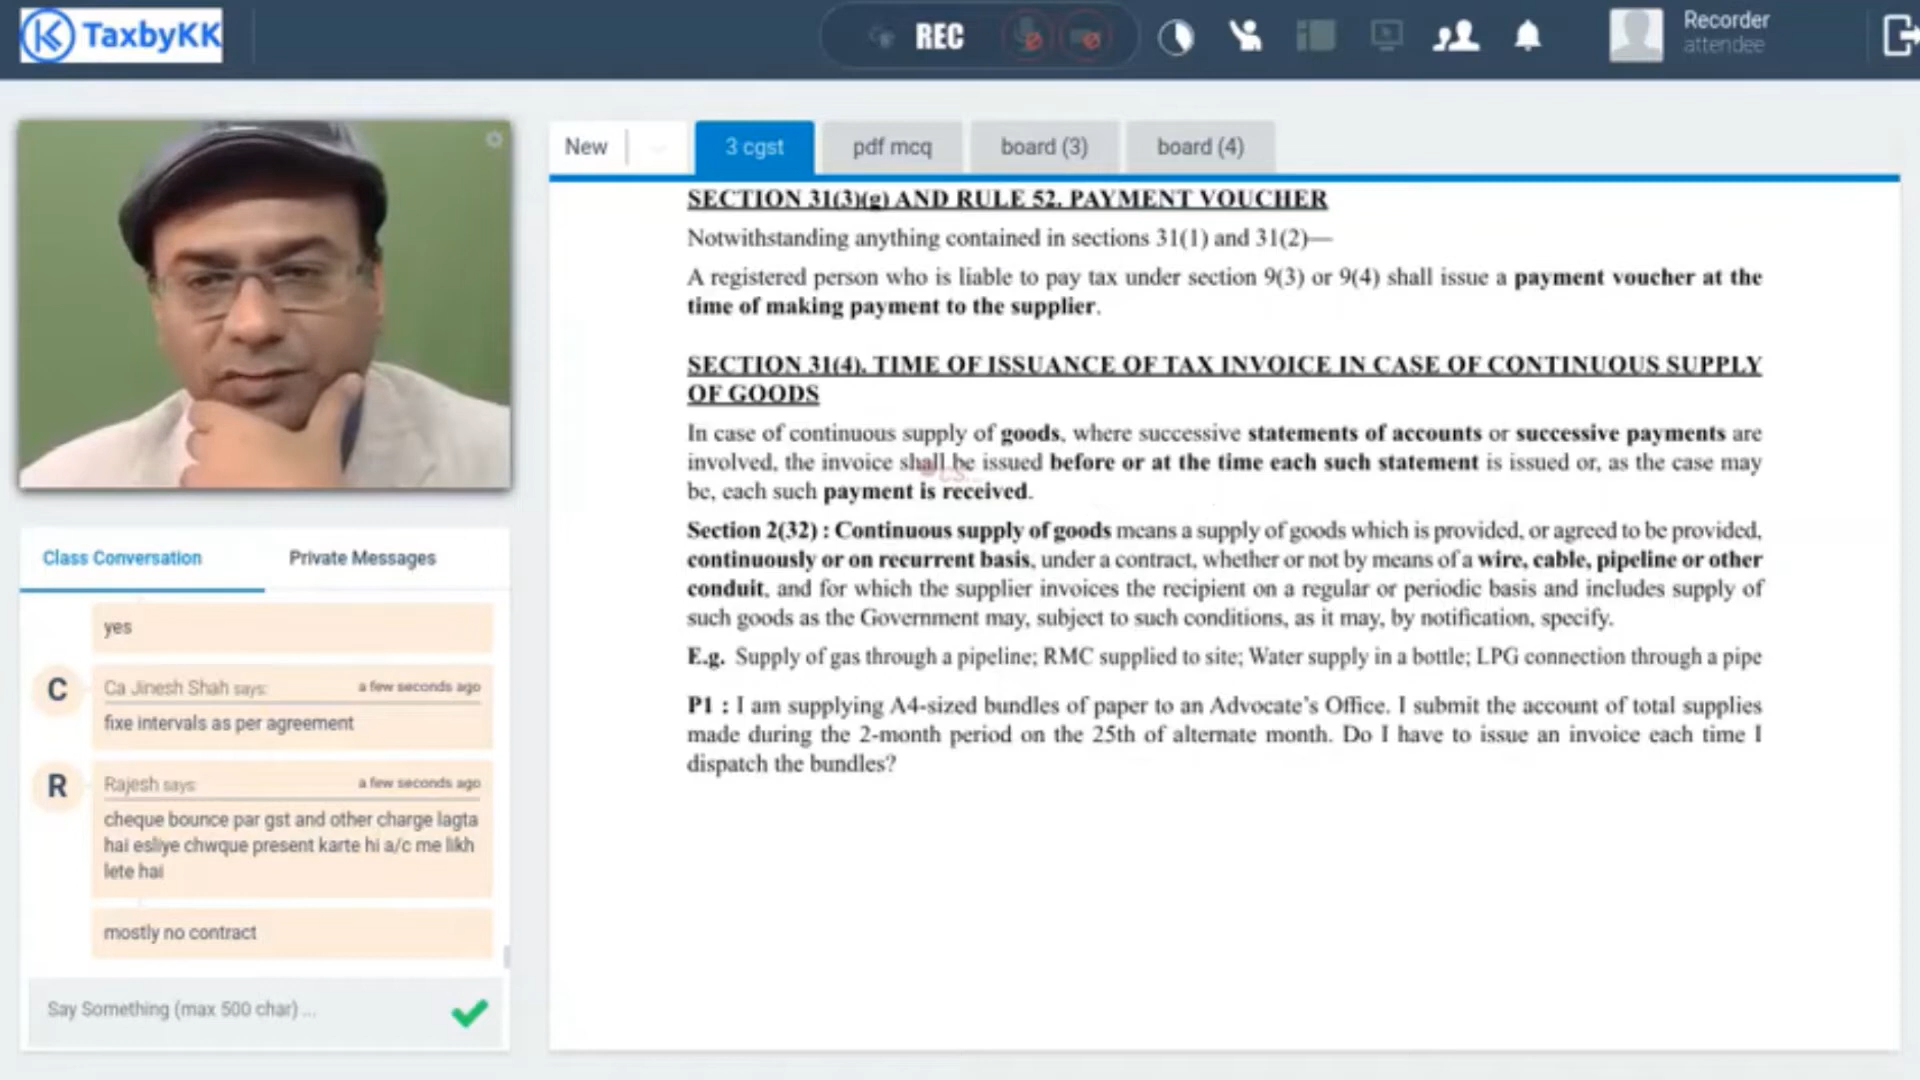 TaxbyKK
REC
Recorder
attendee
New
3 cgst
pdf mcq
board (3)
board (4)
SECTION 31(3)(g) AND RULE 52. PAYMENT VOUCHER
Notwithstanding anything contained in sections 31(1) and 31(2)—
A registered person who is liable to pay tax under section 9(3) or 9(4) shall issue a payment voucher at the
time of making payment to the supplier.
SECTION 31(4). TIME OF ISSUANCE OF TAX INVOICE IN CASE OF CONTINUOUS SUPPLY
OF GOODS
In case of continuous supply of goods, where successive statements of accounts or successive payments are
involved, the invoice shall be issued before or at the time each such statement is issued or, as the case may
be, each such payment is received.
Section 2(32) : Continuous supply of goods means a supply of goods which is provided, or agreed to be provided,
continuously or on recurrent basis, under a contract, whether or not by means of a wire, cable, pipeline or other
conduit, and for which the supplier invoices the recipient on a regular or periodic basis and includes supply of
such goods as the Government may, subject to such conditions, as it may, by notification, specify.
E.g. Supply of gas through a pipeline; RMC supplied to site; Water supply in a bottle; LPG connection through a pipe
P1 : I am supplying A4-sized bundles of paper to an Advocate's Office. I submit the account of total supplies
made during the 2-month period on the 25th of alternate month. Do I have to issue an invoice each time I
dispatch the bundles?
Class Conversation
Private Messages
yes
C
Ca Jinesh Shah says:
a few seconds ago
fixe intervals as per agreement
R
Rajesh says:
a few seconds ago
cheque bounce par gst and other charge lagta
hai esliye chwque present karte hi a/c me likh
lete hai
mostly no contract
Say Something (max 500 char) ...